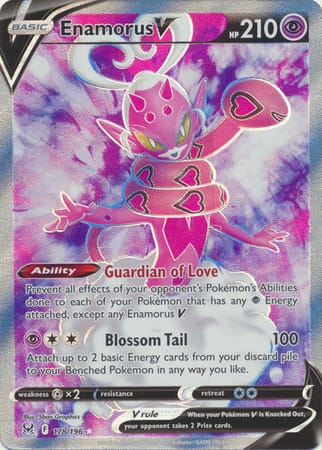 BASIC
Enamorus V HP 210
Ability Guardian of Love
Prevent all effects of your opponent's Pokémon's Abilities
done to each of your Pokémon that has any Energy
attached, except any Enamorus V.
Blossom Tail 100
Attach up to 2 basic Energy cards from your discard pile
to your Benched Pokémon in any way you like.
weakness ×2 resistance retreat
Illus. 5ban Graphics
F 178/196
V rule When your Pokémon V is Knocked Out,
your opponent takes 2 Prize cards.